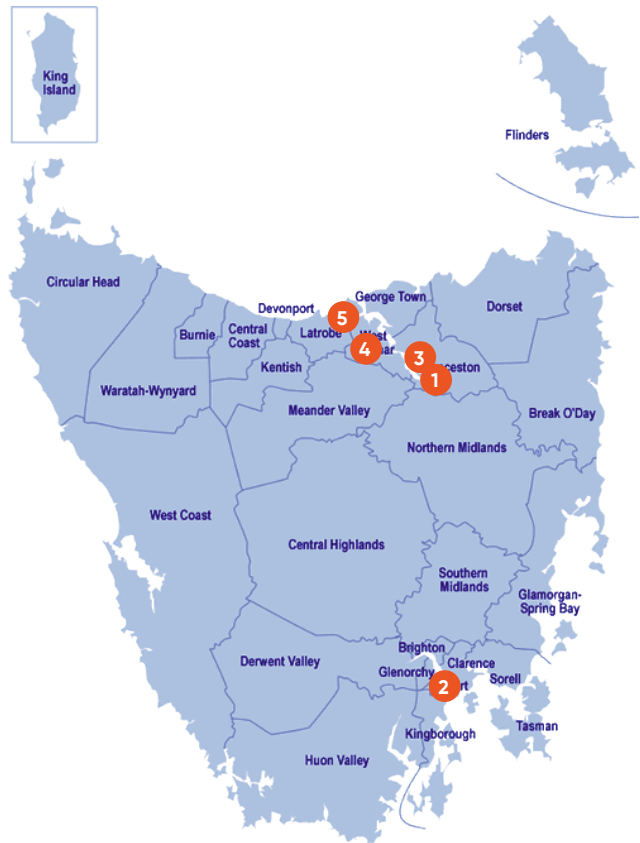 King
Island
Flinders
Circular Head
George Town
Devonport
Dorset
5
Burnie
Central
Coast
Latrobe
West
4
3
Kentish
1
Waratah-Wynyard
Meander Valley
Break O'Day
Northern Midlands
West Coast
Central Highlands
Southern
Midlands
Glamorgan-
Spring Bay
Brighton
Derwent Valley
Glenorchy
Clarence
Sorell
2
Tasman
Kingborough
Huon Valley